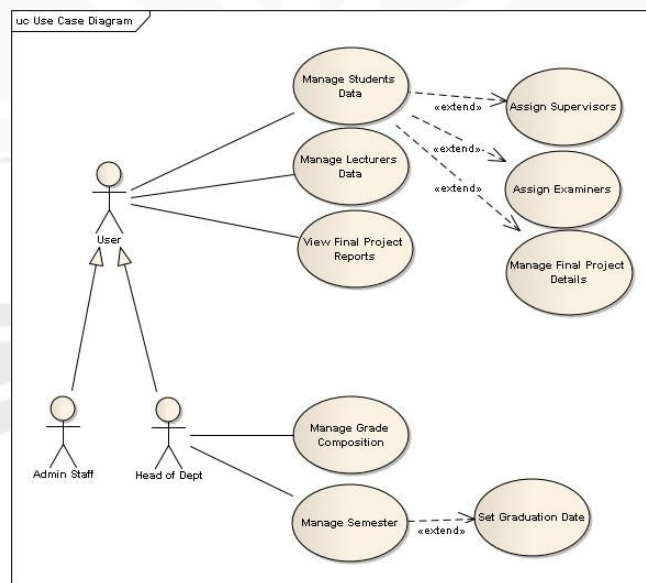 uc Use Case Diagram
Manage Students
Data
«extend»
Assign Supervisors
«extend»
Manage Lecturers
Data
Assign Examiners
«extend»
User
View Final Project
Reports
Manage Final Project
Details
Manage Grade
Composition
Admin Staff
Head of Dept
Manage Semester
Set Graduation Date
«extend»